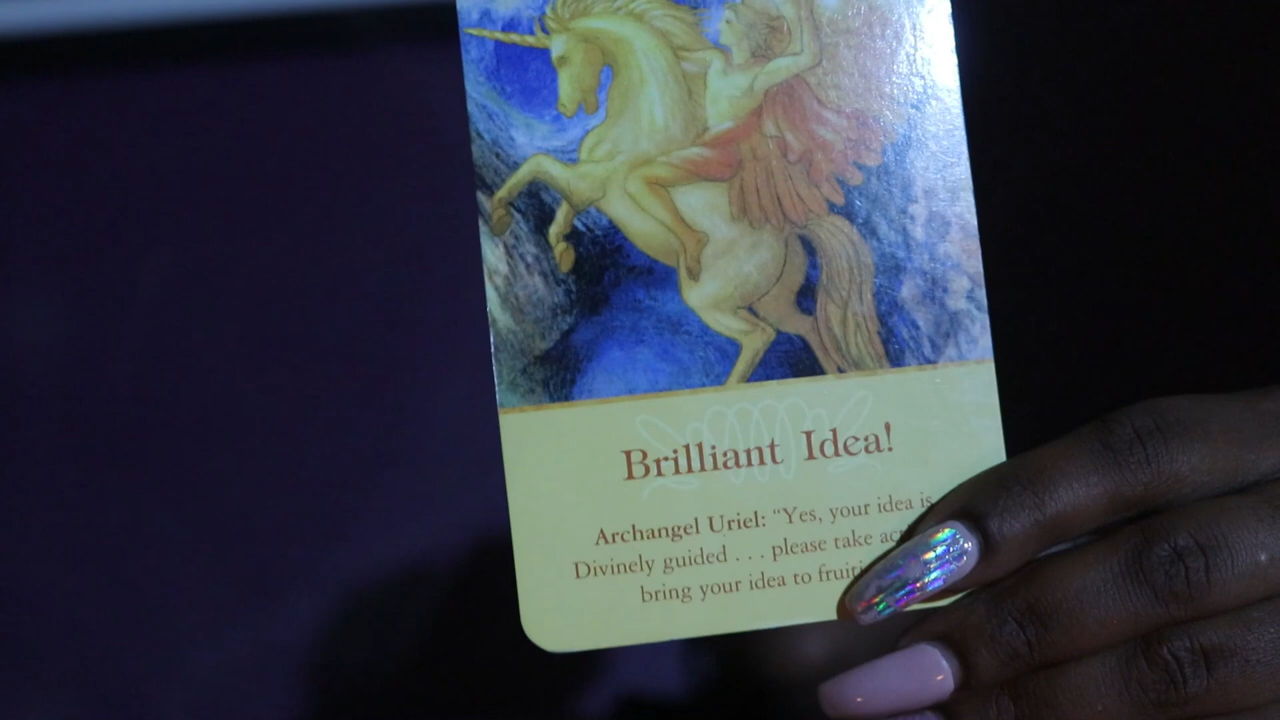 Brilliant Idea!
Archangel Uriel: “Yes, your idea is
Divinely guided . . . please take
bring your idea to